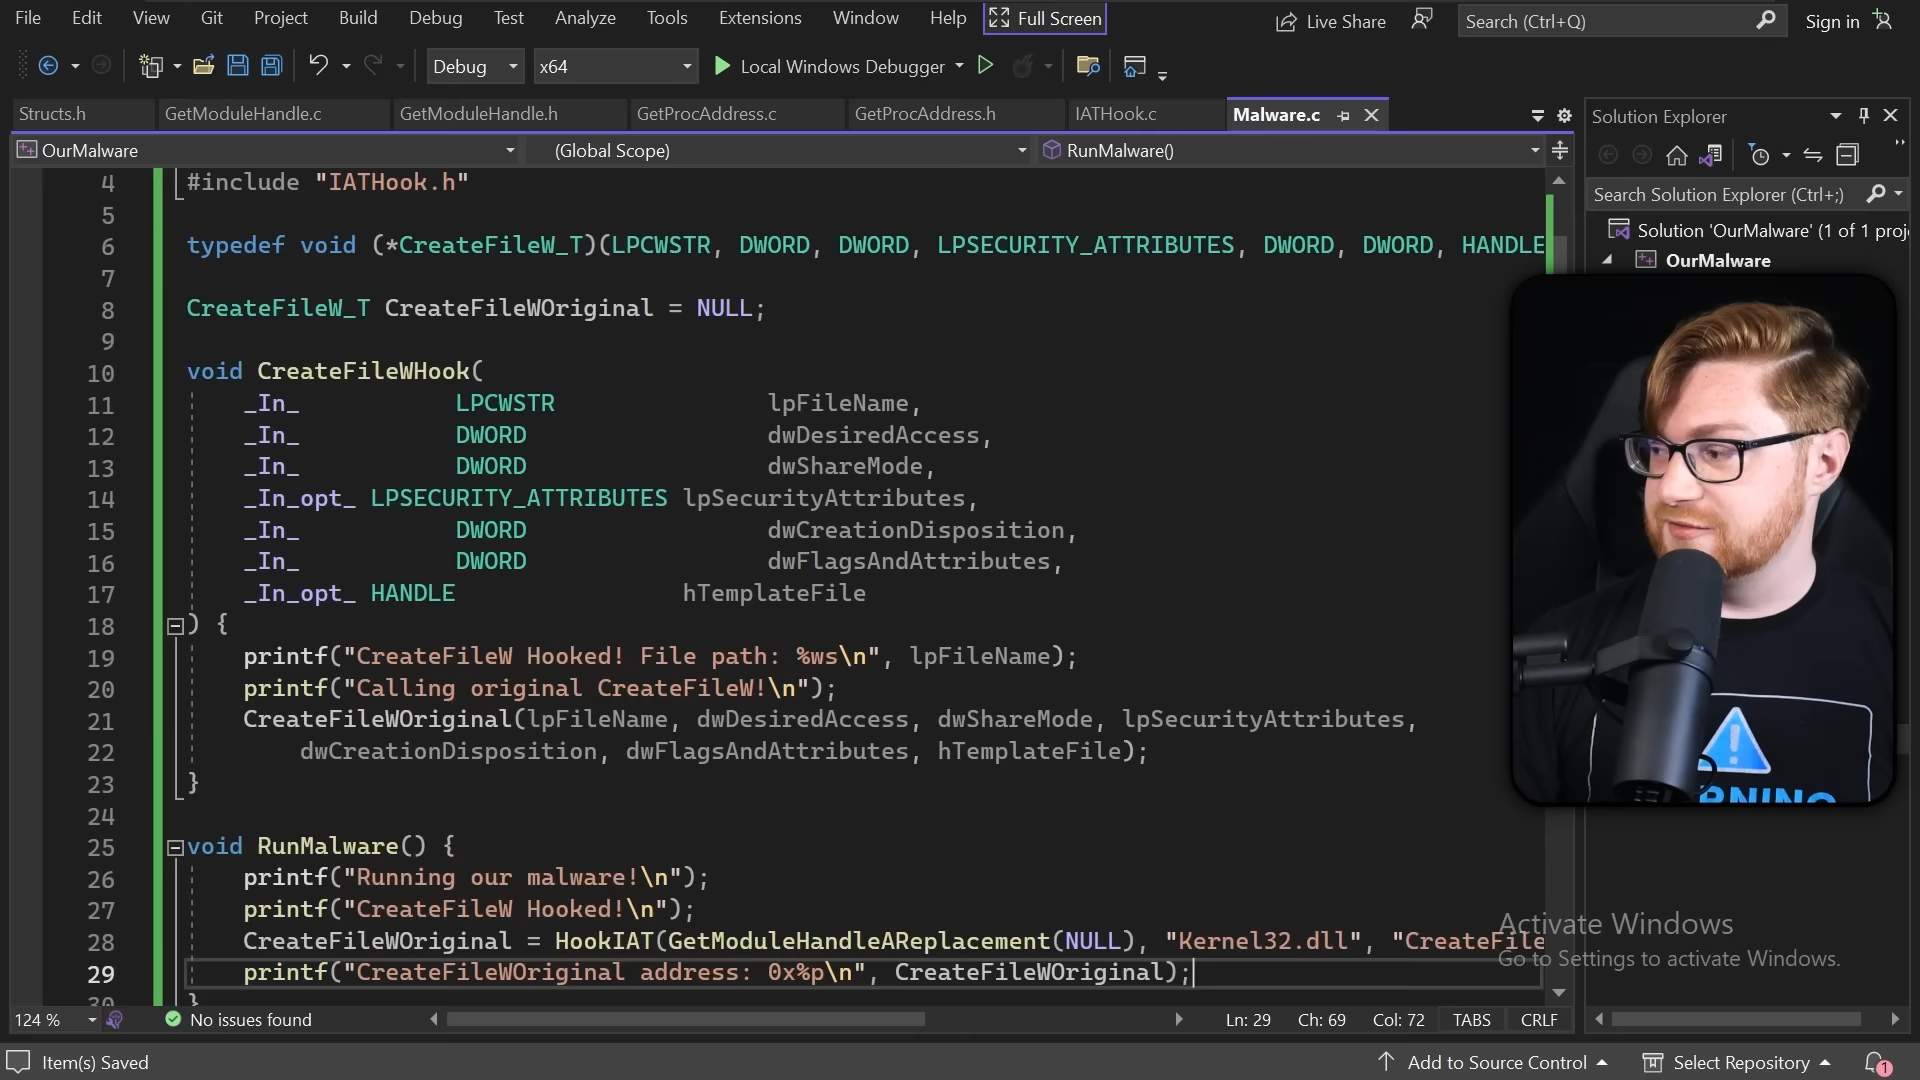 File Edit View Git Project Build Debug Test Analyze Tools Extensions Window Help Full Screen Live Share Search (Ctrl+Q) Sign in
Debug x64 Local Windows Debugger
Structs.h GetModuleHandle.c GetModuleHandle.h GetProcAddress.c GetProcAddress.h IATHook.c Malware.c
Solution Explorer
OurMalware (Global Scope) RunMalware()
Search Solution Explorer (Ctrl+;)
Solution 'OurMalware' (1 of 1 proj
OurMalware
4 #include "IATHook.h"
5
6 typedef void (*CreateFileW_T)(LPCWSTR, DWORD, DWORD, LPSECURITY_ATTRIBUTES, DWORD, DWORD, HANDLE
7
8 CreateFileW_T CreateFileWOriginal = NULL;
9
10 void CreateFileWHook(
11 _In_ LPCWSTR lpFileName,
12 _In_ DWORD dwDesiredAccess,
13 _In_ DWORD dwShareMode,
14 _In_opt_ LPSECURITY_ATTRIBUTES lpSecurityAttributes,
15 _In_ DWORD dwCreationDisposition,
16 _In_ DWORD dwFlagsAndAttributes,
17 _In_opt_ HANDLE hTemplateFile
18 ) {
19 printf("CreateFileW Hooked! File path: %ws\n", lpFileName);
20 printf("Calling original CreateFileW!\n");
21 CreateFileWOriginal(lpFileName, dwDesiredAccess, dwShareMode, lpSecurityAttributes,
22 dwCreationDisposition, dwFlagsAndAttributes, hTemplateFile);
23 }
24
25 void RunMalware() {
26 printf("Running our malware!\n");
27 printf("CreateFileW Hooked!\n");
28 CreateFileWOriginal = HookIAT(GetModuleHandleAReplacement(NULL), "Kernel32.dll", "CreateFile
29 printf("CreateFileWOriginal address: 0x%p\n", CreateFileWOriginal);
30 }
Activate Windows
Go to Settings to activate Windows.
124 % No issues found Ln: 29 Ch: 69 Col: 72 TABS CRLF
Item(s) Saved Add to Source Control Select Repository 1